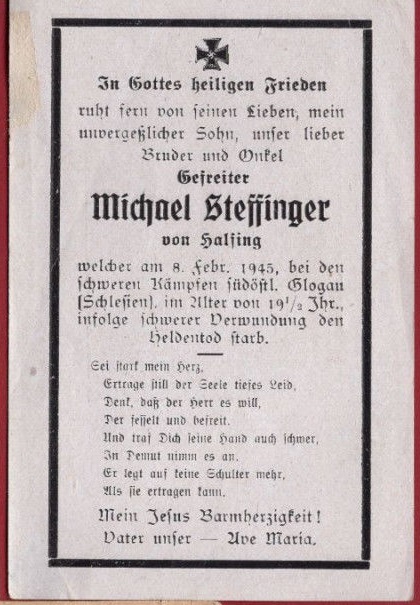 In Gottes heiligen Frieden
ruht fern von seinen Lieben, mein
unvergeßlicher Sohn, unser lieber
Bruder und Onkel
Gefreiter
Michael Steffinger
von Halsing
welcher am 8. Febr. 1945, bei den
schweren Kämpfen südöstl. Glogau
(Schlesien), im Alter von 19 1/2 Jhr.,
infolge schwerer Verwundung den
Heldentod starb.
Sei stark mein Herz,
Ertrage still der Seele tiefes Leid,
Denk, daß der Herr es will,
Der fesselt und befreit.
Und traf Dich seine Hand auch schwer,
In Demut nimm es an.
Er legt auf keine Schulter mehr,
Als sie ertragen kann.
Mein Jesus Barmherzigkeit!
Vater unser — Ave Maria.